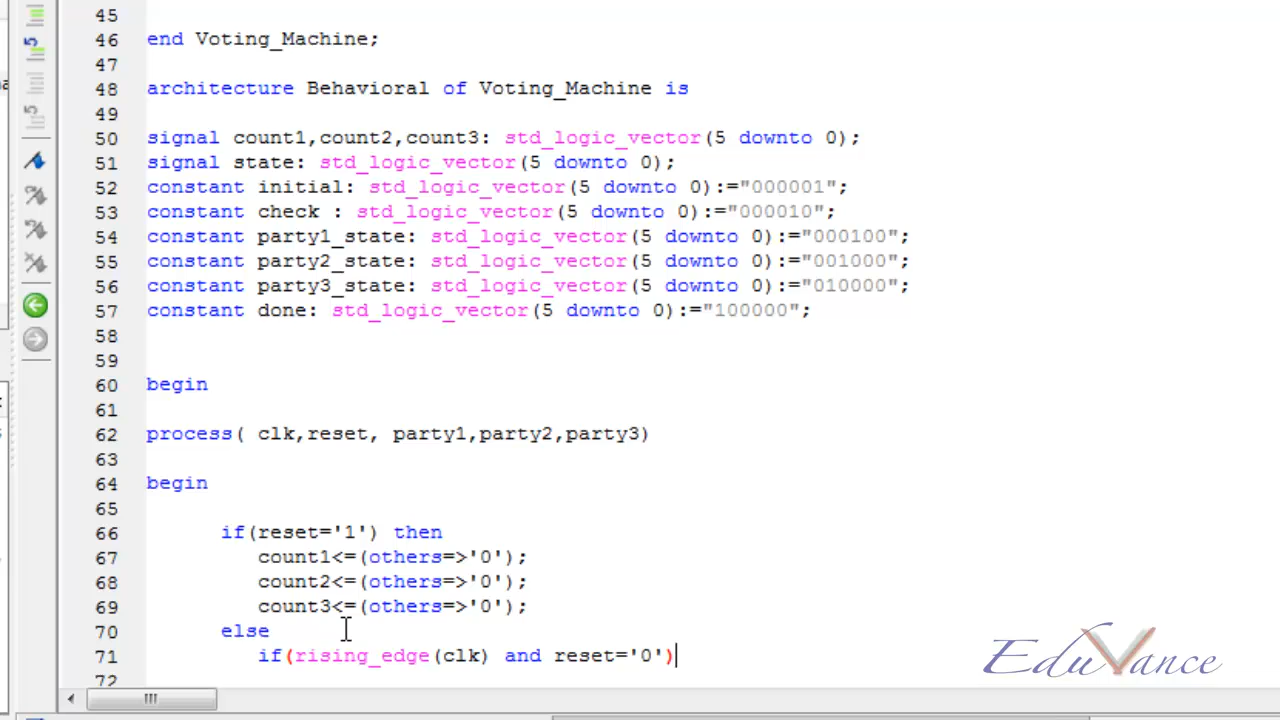 45
46 end Voting_Machine;
47
48 architecture Behavioral of Voting_Machine is
49
50 signal count1,count2,count3: std_logic_vector(5 downto 0);
51 signal state: std_logic_vector(5 downto 0);
52 constant initial: std_logic_vector(5 downto 0):="000001";
53 constant check : std_logic_vector(5 downto 0):="000010";
54 constant party1_state: std_logic_vector(5 downto 0):="000100";
55 constant party2_state: std_logic_vector(5 downto 0):="001000";
56 constant party3_state: std_logic_vector(5 downto 0):="010000";
57 constant done: std_logic_vector(5 downto 0):="100000";
58
59
60 begin
61
62 process( clk,reset, party1,party2,party3)
63
64 begin
65
66 if(reset='1') then
67 count1<=(others=>'0');
68 count2<=(others=>'0');
69 count3<=(others=>'0');
70 else
71 if(rising_edge(clk) and reset='0')
72
EduVance